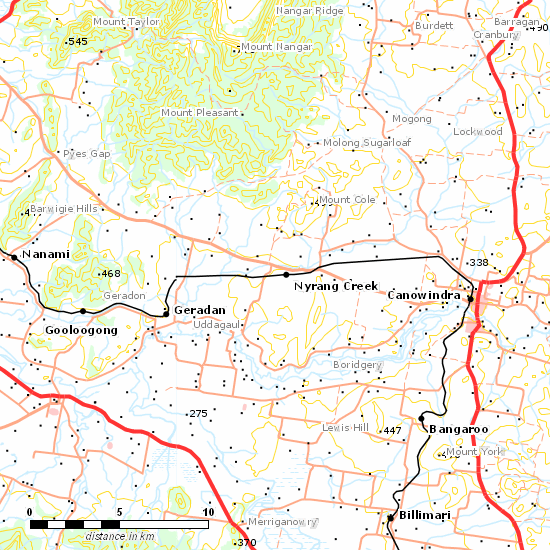 Nangar Ridge
Mount Taylor
Barragan
Burdett
Cranbury
.490
.545
Mount Nangar
Mount Pleasant
Mogong
Lockwood
Molong Sugarloaf
Pyes Gap
Mount Cole
Barwigie Hills
Nanami
.338
.468
Nyrang Creek
Geradon
Canowindra
Geradan
Gooloogong
Uddagaul
Boridgery
.275
Lewis Hill
.447
Bangaroo
Mount York
0 5 10
Billimari
Merriganowry
distance in km
.370